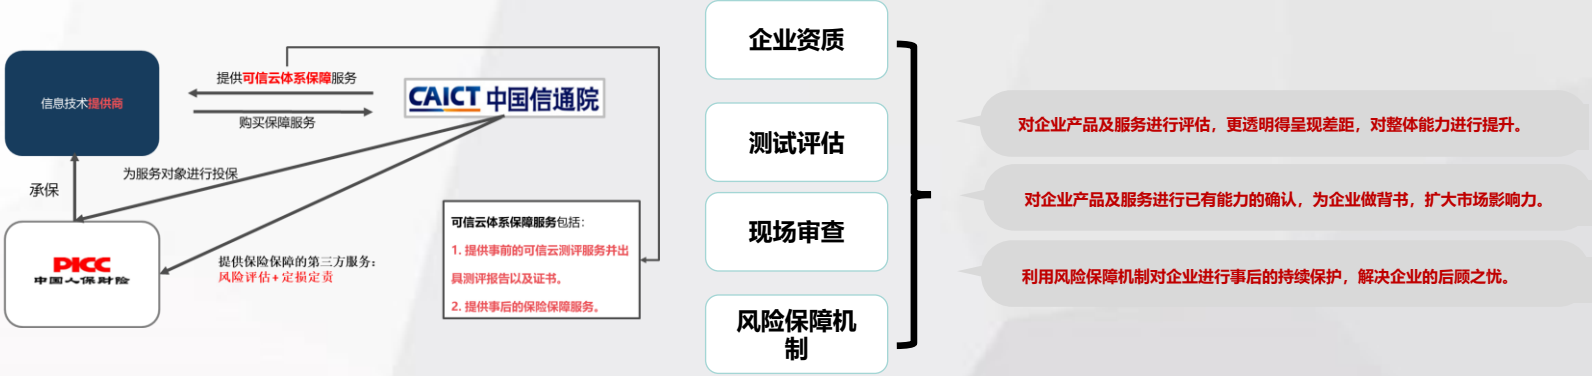 提供可信云体系保障服务
信息技术提供商
CAICT 中国信通院
购买保障服务
为服务对象进行投保
承保
PICC
中国人保财险
提供保险保障的第三方服务：
风险评估+定损定责
可信云体系保障服务包括：
1. 提供事前的可信云测评服务并出
具测评报告以及证书。
2. 提供事后的保险保障服务。
企业资质
测试评估
现场审查
风险保障机
制
对企业产品及服务进行评估，更透明得呈现差距，对整体能力进行提升。
对企业产品及服务进行已有能力的确认，为企业做背书，扩大市场影响力。
利用风险保障机制对企业进行事后的持续保护，解决企业的后顾之忧。